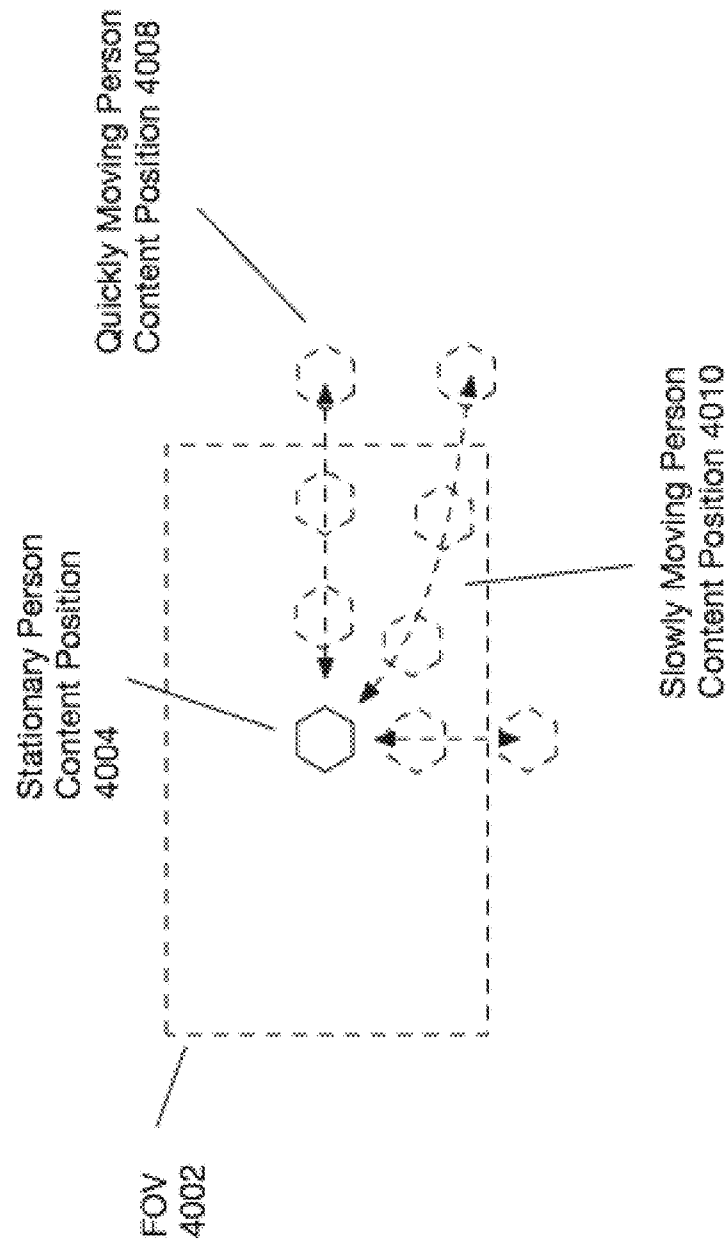 Quickly Moving Person
Content Position 4008
Stationary Person
Content Position
4004
Slowly Moving Person
Content Position 4010
FOV
4002